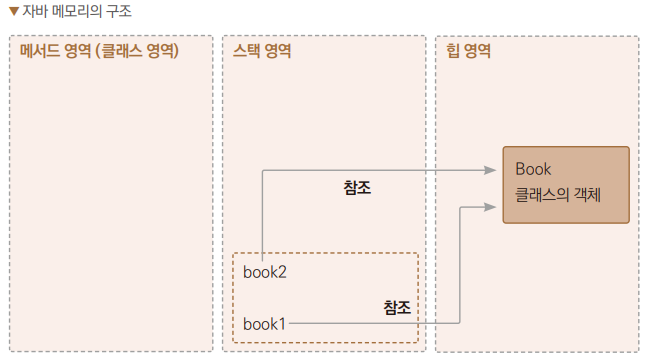 ▼자바 메모리의 구조
메서드 영역 (클래스 영역)
스택 영역
힙 영역
Book
클래스의 객체
참조
book2
참조
book1